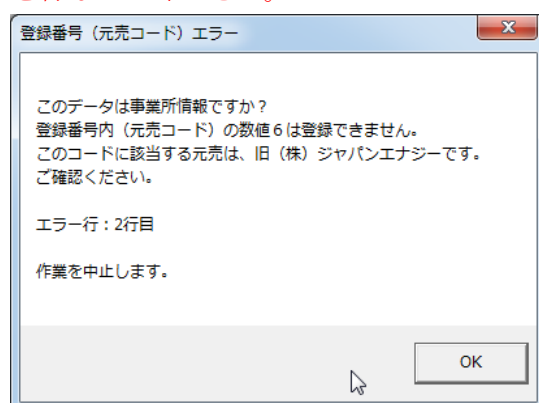 登録番号（元売コード）エラー
このデータは事業所情報ですか？
登録番号内（元売コード）の数値６は登録できません。
このコードに該当する元売は、旧（株）ジャパンエナジーです。
ご確認ください。
エラー行：2行目
作業を中止します。
OK